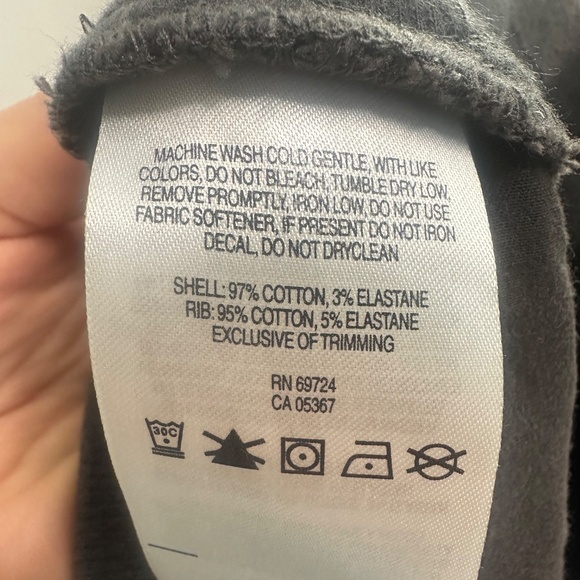 MACHINE WASH COLD GENTLE, WITH LIKE
COLORS, DO NOT BLEACH, TUMBLE DRY LOW,
REMOVE PROMPTLY, IRON LOW, DO NOT USE
FABRIC SOFTENER, IF PRESENT DO NOT IRON
DECAL, DO NOT DRYCLEAN
SHELL: 97% COTTON, 3% ELASTANE
RIB: 95% COTTON, 5% ELASTANE
EXCLUSIVE OF TRIMMING
RN 69724
CA 05367
30C